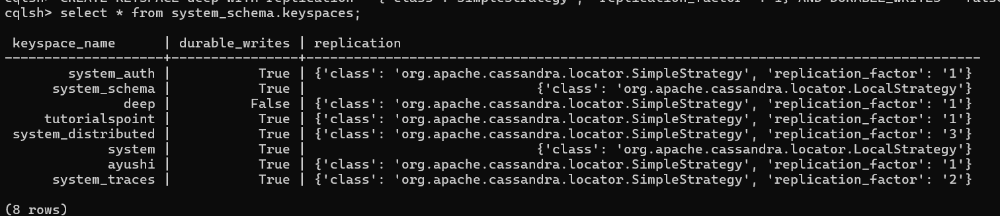 cqlsh> CREATE KEYSPACE deep WITH replication = {'class':'SimpleStrategy', 'replication_factor' : 1} AND DURABLE_WRITES = false
cqlsh> select * from system_schema.keyspaces;
 keyspace_name      | durable_writes | replication
--------------------+----------------+-------------------------------------------------------------------------------------
        system_auth |           True | {'class': 'org.apache.cassandra.locator.SimpleStrategy', 'replication_factor': '1'}
      system_schema |           True |                             {'class': 'org.apache.cassandra.locator.LocalStrategy'}
               deep |          False | {'class': 'org.apache.cassandra.locator.SimpleStrategy', 'replication_factor': '1'}
     tutorialspoint |           True | {'class': 'org.apache.cassandra.locator.SimpleStrategy', 'replication_factor': '1'}
 system_distributed |           True | {'class': 'org.apache.cassandra.locator.SimpleStrategy', 'replication_factor': '3'}
             system |           True |                             {'class': 'org.apache.cassandra.locator.LocalStrategy'}
             ayushi |           True | {'class': 'org.apache.cassandra.locator.SimpleStrategy', 'replication_factor': '1'}
      system_traces |           True | {'class': 'org.apache.cassandra.locator.SimpleStrategy', 'replication_factor': '2'}
(8 rows)